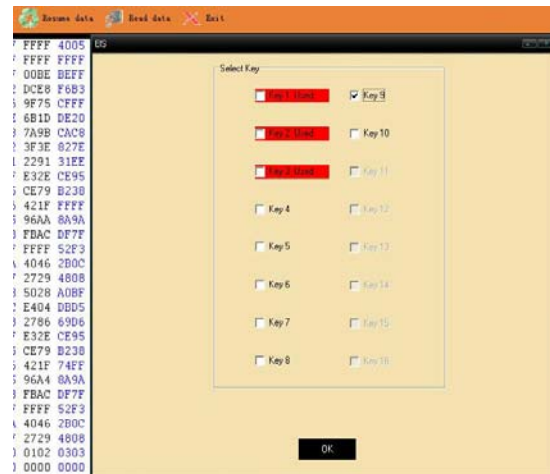 Resume data Read data Exit
FFFF 4005
FFFF FFFF
00BE BEFF
DCE8 F6B3
9F75 CFFF
6B1D DE20
7A9B CAC8
3F3E 827E
2291 31EE
E32E CE95
CE79 B238
421F FFFF
96AA 8A9A
FBAC DF7F
FFFF 52F3
4046 2B0C
2729 4808
5028 A0BF
E404 DBD5
2786 69D6
E32E CE95
CE79 B238
421F 74FF
96A4 8A9A
FBAC DF7F
FFFF 52F3
4046 2B0C
2729 4808
0102 0303
0000 0000
EIS
Select Key
Key 1 Used
Key 2 Used
Key 3 Used
Key 4
Key 5
Key 6
Key 7
Key 8
Key 9
Key 10
Key 11
Key 12
Key 13
Key 14
Key 15
Key 16
OK